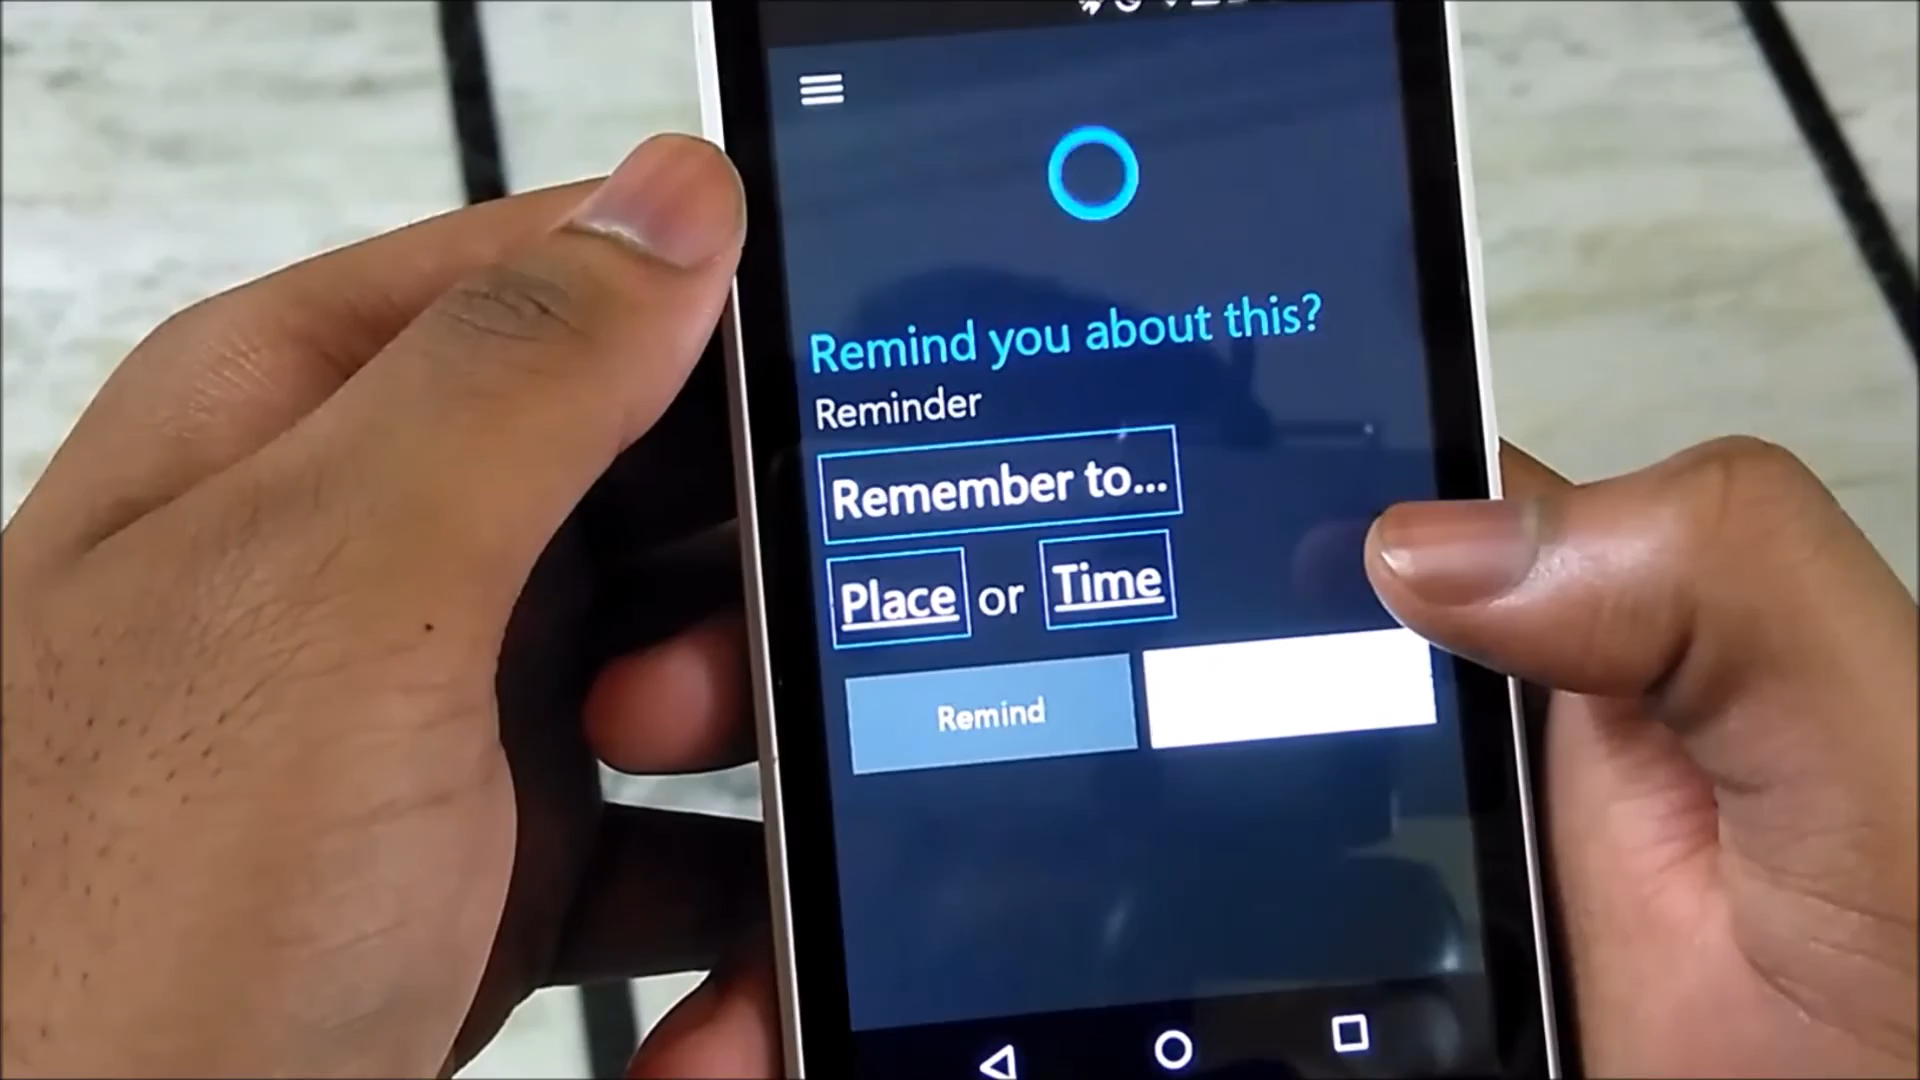 Remind you about this?
Reminder
Remember to...
Place or Time
Remind